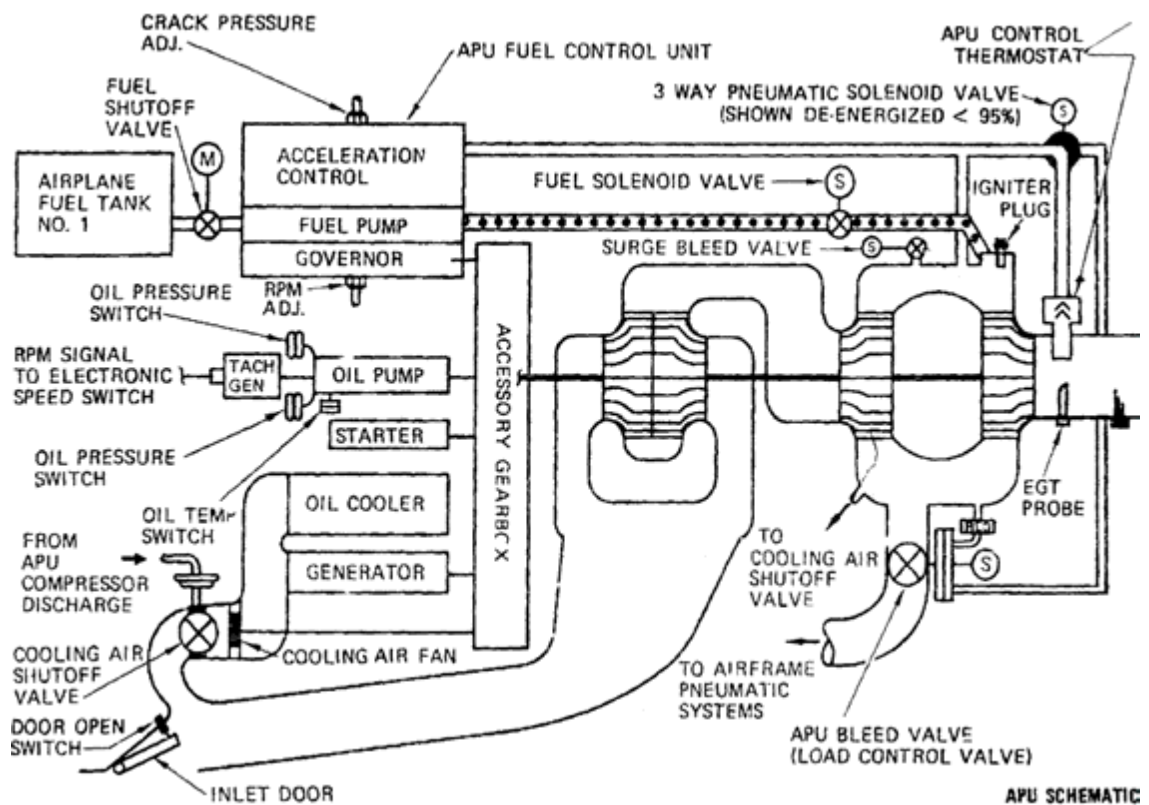 CRACK PRESSURE
ADJ.
APU FUEL CONTROL UNIT
APU CONTROL
THERMOSTAT
FUEL
SHUTOFF
VALVE
3 WAY PNEUMATIC SOLENOID VALVE
(SHOWN DE-ENERGIZED < 95%)
S
M
AIRPLANE
FUEL TANK
NO. 1
ACCELERATION
CONTROL
FUEL SOLENOID VALVE
S
IGNITER
PLUG
FUEL PUMP
GOVERNOR
SURGE BLEED VALVE
S
RPM
ADJ.
OIL PRESSURE
SWITCH
RPM SIGNAL
TO ELECTRONIC
SPEED SWITCH
TACH
GEN
OIL PUMP
ACCESSORY GEARBOX
STARTER
OIL PRESSURE
SWITCH
OIL COOLER
OIL TEMP
SWITCH
EGT
PROBE
FROM
APU
COMPRESSOR
DISCHARGE
GENERATOR
TO
COOLING AIR
SHUTOFF
VALVE
S
COOLING AIR
SHUTOFF
VALVE
COOLING AIR FAN
TO AIRFRAME
PNEUMATIC
SYSTEMS
DOOR OPEN
SWITCH
APU BLEED VALVE
(LOAD CONTROL VALVE)
INLET DOOR
APU SCHEMATIC